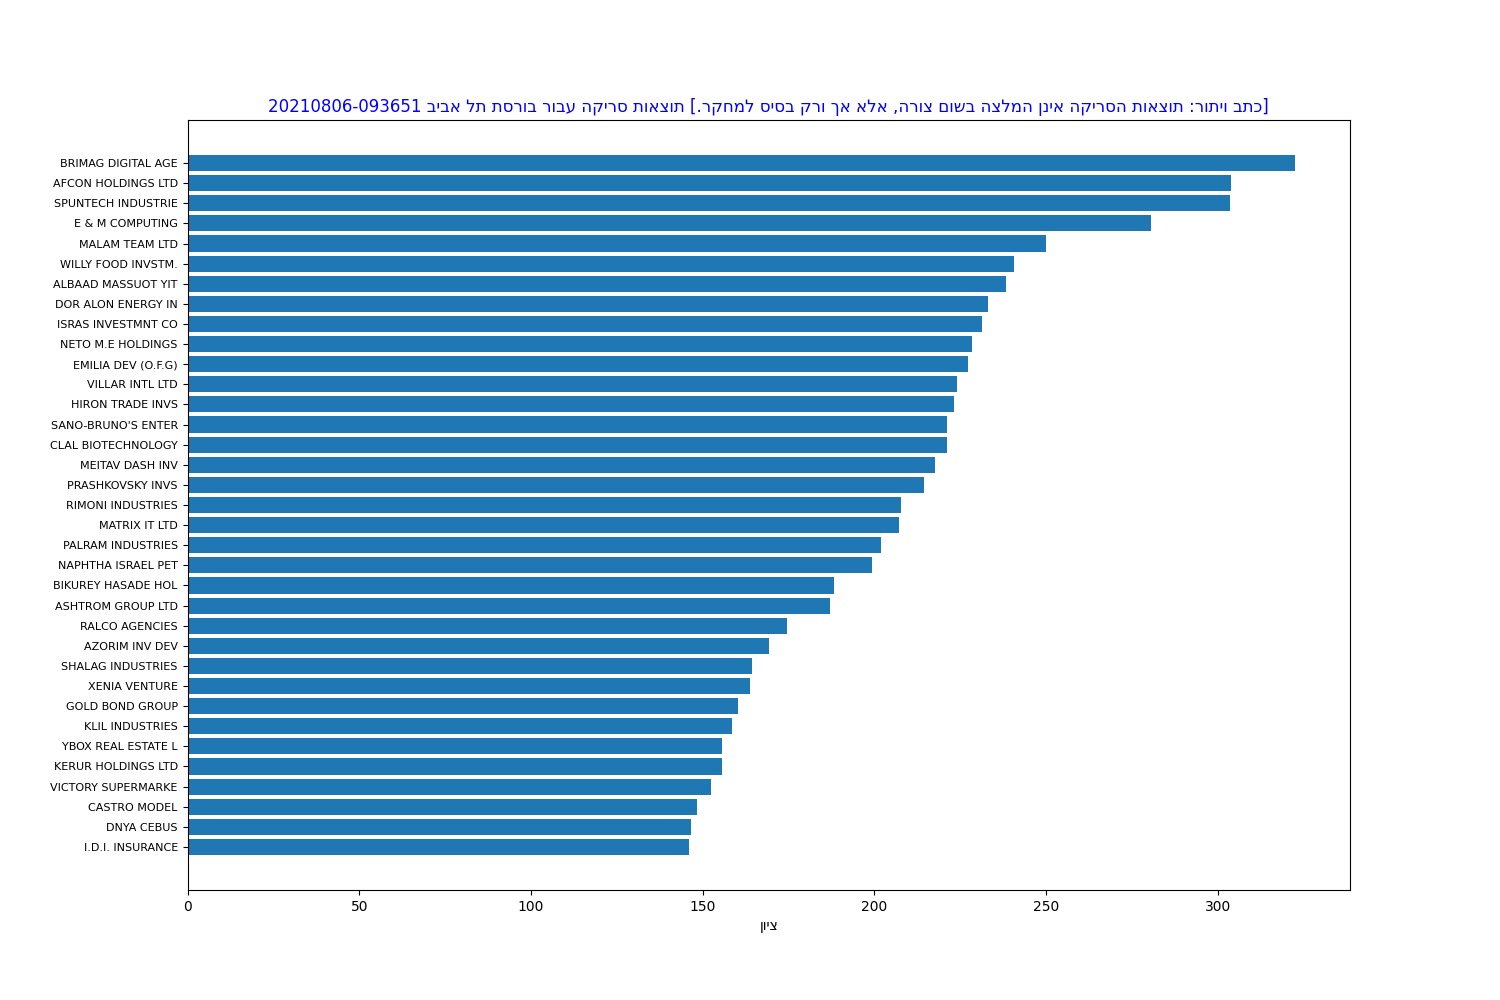 [כתב ויתור: תוצאות הסריקה אינן המלצה בשום צורה, אלא אך ורק בסיס למחקר.] תוצאות סריקה עבור בורסת תל אביב 20210806-093651
BRIMAG DIGITAL AGE
AFCON HOLDINGS LTD
SPUNTECH INDUSTRIE
E & M COMPUTING
MALAM TEAM LTD
WILLY FOOD INVSTM.
ALBAAD MASSUOT YIT
DOR ALON ENERGY IN
ISRAS INVESTMNT CO
NETO M.E HOLDINGS
EMILIA DEV (O.F.G)
VILLAR INTL LTD
HIRON TRADE INVS
SANO-BRUNO'S ENTER
CLAL BIOTECHNOLOGY
MEITAV DASH INV
PRASHKOVSKY INVS
RIMONI INDUSTRIES
MATRIX IT LTD
PALRAM INDUSTRIES
NAPHTHA ISRAEL PET
BIKUREY HASADE HOL
ASHTROM GROUP LTD
RALCO AGENCIES
AZORIM INV DEV
SHALAG INDUSTRIES
XENIA VENTURE
GOLD BOND GROUP
KLIL INDUSTRIES
YBOX REAL ESTATE L
KERUR HOLDINGS LTD
VICTORY SUPERMARKE
CASTRO MODEL
DNYA CEBUS
I.D.I. INSURANCE
0 50 100 150 200 250 300
ציון